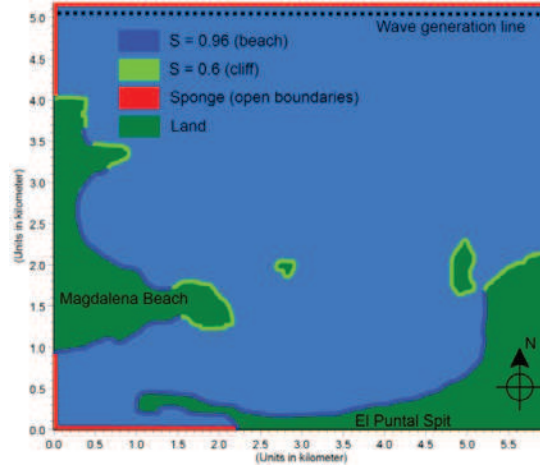 5.0
Wave generation line
S = 0.96 (beach)
4.5
S = 0.6 (cliff)
4.0
Sponge (open boundaries)
Land
3.5
3.0
(Units in kilometer)
2.5
2.0
Magdalena Beach
1.5
1.0
N
0.5
El Puntal Spit
0.0
0.0 0.5 1.0 1.5 2.0 2.5 3.0 3.5 4.0 4.5 5.0 5.5
(Units in kilometer)